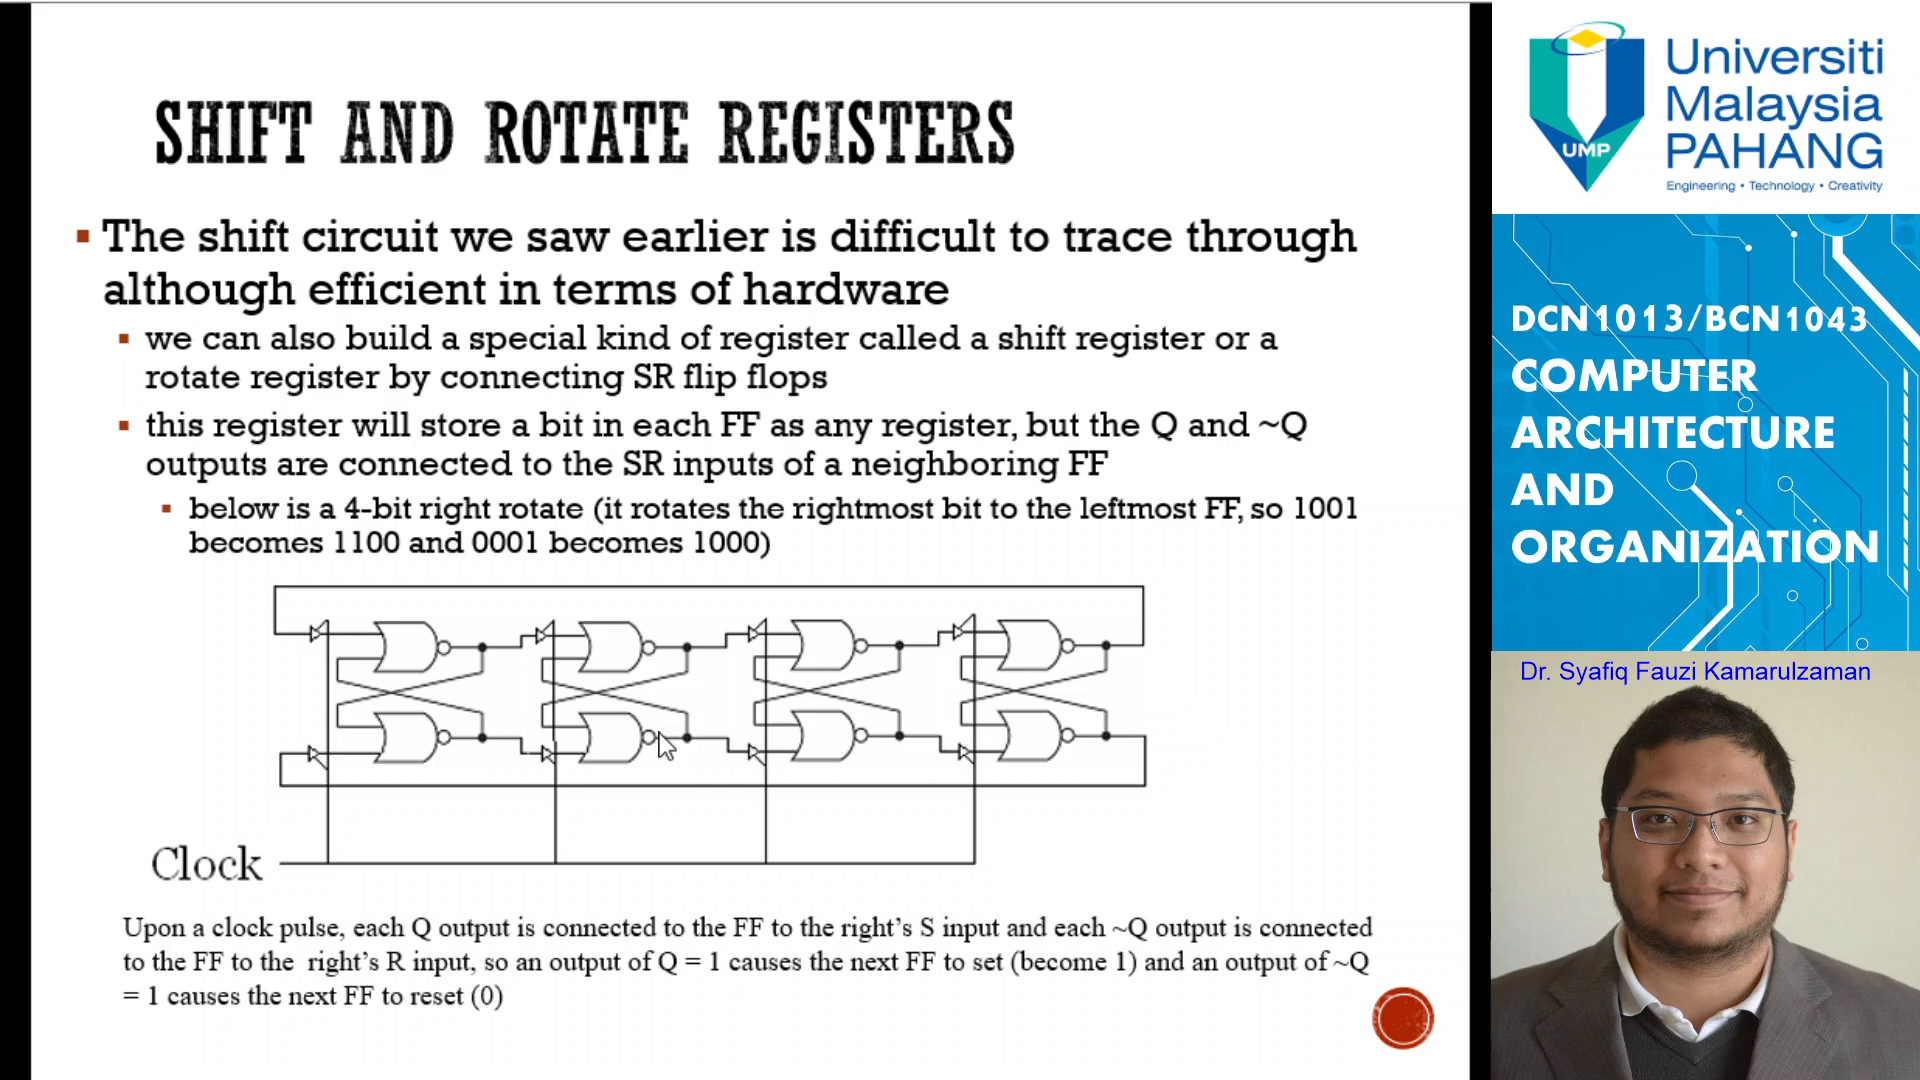 SHIFT AND ROTATE REGISTERS
The shift circuit we saw earlier is difficult to trace through
although efficient in terms of hardware
we can also build a special kind of register called a shift register or a
rotate register by connecting SR flip flops
this register will store a bit in each FF as any register, but the Q and ~Q
outputs are connected to the SR inputs of a neighboring FF
below is a 4-bit right rotate (it rotates the rightmost bit to the leftmost FF, so 1001
becomes 1100 and 0001 becomes 1000)
Clock
Upon a clock pulse, each Q output is connected to the FF to the right's S input and each ~Q output is connected
to the FF to the right's R input, so an output of Q = 1 causes the next FF to set (become 1) and an output of ~Q
= 1 causes the next FF to reset (0)
UMP
Universiti
Malaysia
PAHANG
Engineering • Technology • Creativity
DCN1013/BCN1043
COMPUTER
ARCHITECTURE
AND
ORGANIZATION
Dr. Syafiq Fauzi Kamarulzaman